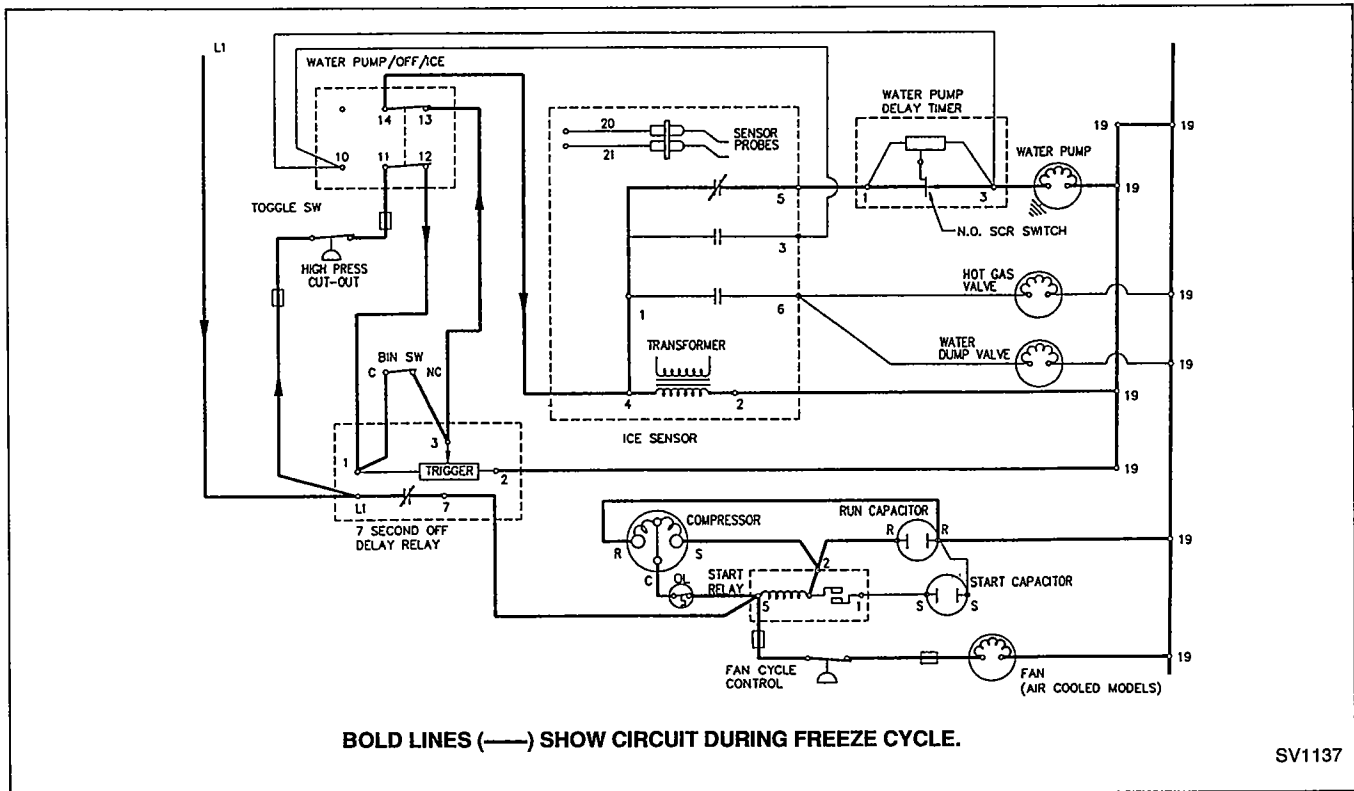 L1
WATER PUMP/OFF/ICE
14
13
10
11
12
TOGGLE SW
HIGH PRESS
CUT-OUT
20
21
SENSOR
PROBES
WATER PUMP
DELAY TIMER
1
3
N.O. SCR SWITCH
WATER PUMP
19
19
19
5
3
1
6
HOT GAS
VALVE
19
WATER
DUMP VALVE
19
TRANSFORMER
4
2
19
ICE SENSOR
BIN SW
C
NC
1
3
TRIGGER
2
19
L1
7
7 SECOND OFF
DELAY RELAY
COMPRESSOR
R
S
C
OL
START
RELAY
5
2
1
RUN CAPACITOR
R
R
19
START CAPACITOR
S
S
FAN CYCLE
CONTROL
FAN
(AIR COOLED MODELS)
19
BOLD LINES (——) SHOW CIRCUIT DURING FREEZE CYCLE.
SV1137